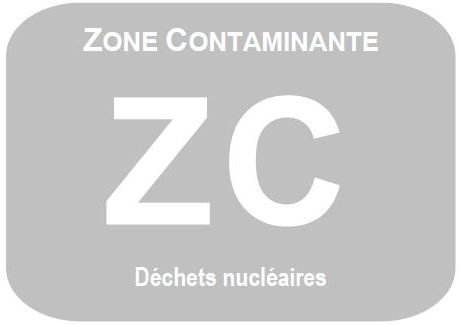 ZONE CONTAMINANTE
ZC
Déchets nucléaires